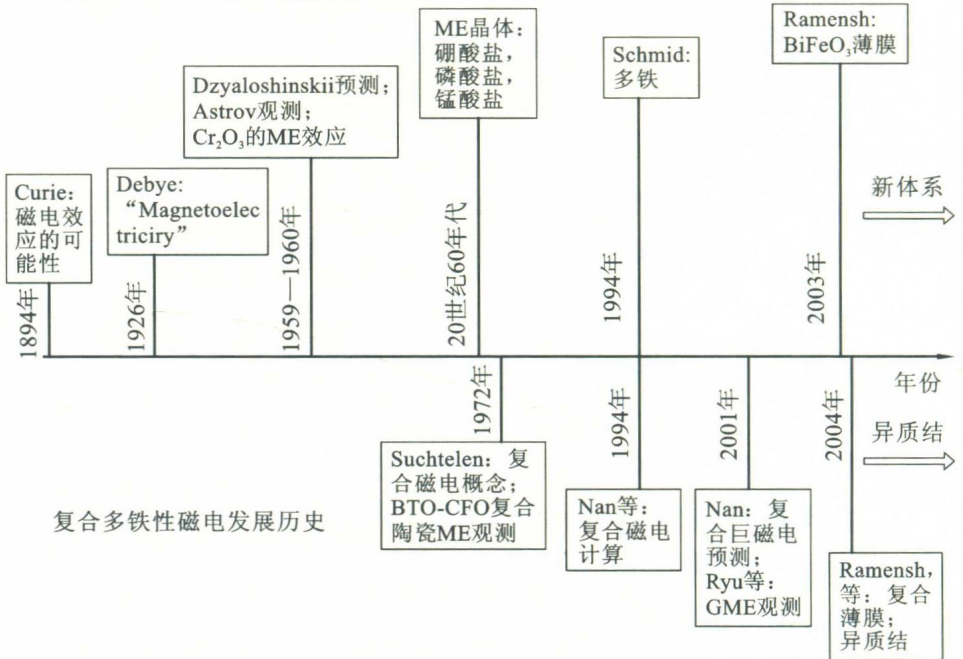 Curie:
磁电效
应的可
能性
1894年
Debye:
“Magnetoelec
triciry”
1926年
Dzyaloshinskii预测；
Astrov观测；
Cr₂O₃的ME效应
1959—1960年
ME晶体：
硼酸盐，
磷酸盐，
锰酸盐
20世纪60年代
Schmid:
多铁
1994年
Ramensh:
BiFeO₃薄膜
2003年
新体系
年份
1972年
Suchtelen：复
合磁电概念；
BTO-CFO复合
陶瓷ME观测
1994年
Nan等：
复合磁电
计算
2001年
Nan：复
合巨磁电
预测；
Ryu等：
GME观测
2004年
Ramensh，
等：复合
薄膜；
异质结
异质结
复合多铁性磁电发展历史